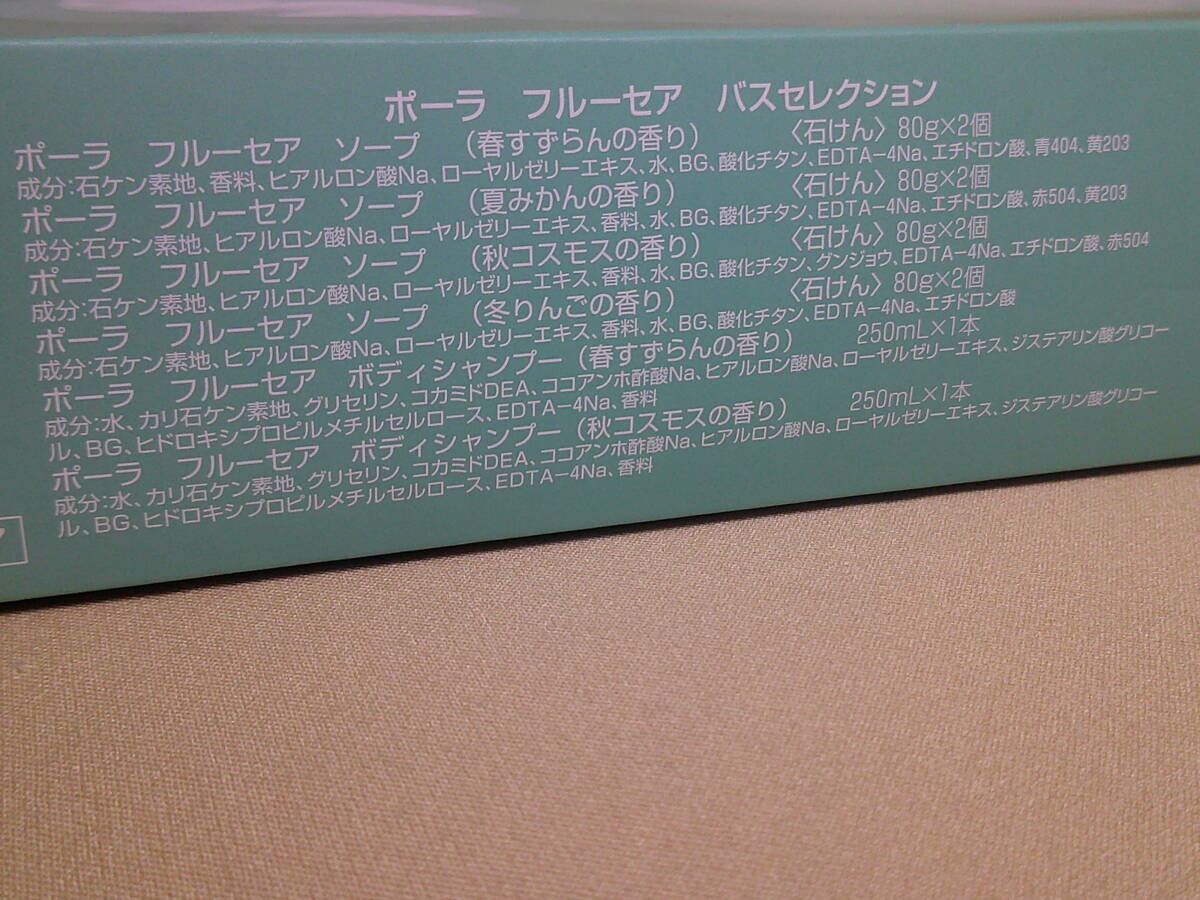 ポーラ　フルーセア　バスセレクション
ポーラ　フルーセア　ソープ　（春すずらんの香り）　〈石けん〉80g×2個
成分：石ケン素地、香料、ヒアルロン酸Na、ローヤルゼリーエキス、水、BG、酸化チタン、EDTA-4Na、エチドロン酸、青404、黄203
ポーラ　フルーセア　ソープ　（夏みかんの香り）　〈石けん〉80g×2個
成分：石ケン素地、ヒアルロン酸Na、ローヤルゼリーエキス、香料、水、BG、酸化チタン、EDTA-4Na、エチドロン酸、赤504、黄203
ポーラ　フルーセア　ソープ　（秋コスモスの香り）　〈石けん〉80g×2個
成分：石ケン素地、ヒアルロン酸Na、ローヤルゼリーエキス、香料、水、BG、酸化チタン、グンジョウ、EDTA-4Na、エチドロン酸、赤504
ポーラ　フルーセア　ソープ　（冬りんごの香り）　〈石けん〉80g×2個
成分：石ケン素地、ヒアルロン酸Na、ローヤルゼリーエキス、香料、水、BG、酸化チタン、EDTA-4Na、エチドロン酸
ポーラ　フルーセア　ボディシャンプー（春すずらんの香り）　250mL×1本
成分：水、カリ石ケン素地、グリセリン、コカミドDEA、ココアンホ酢酸Na、ヒアルロン酸Na、ローヤルゼリーエキス、ジステアリン酸グリコー
ル、BG、ヒドロキシプロピルメチルセルロース、EDTA-4Na、香料
ポーラ　フルーセア　ボディシャンプー（秋コスモスの香り）　250mL×1本
成分：水、カリ石ケン素地、グリセリン、コカミドDEA、ココアンホ酢酸Na、ヒアルロン酸Na、ローヤルゼリーエキス、ジステアリン酸グリコー
ル、BG、ヒドロキシプロピルメチルセルロース、EDTA-4Na、香料